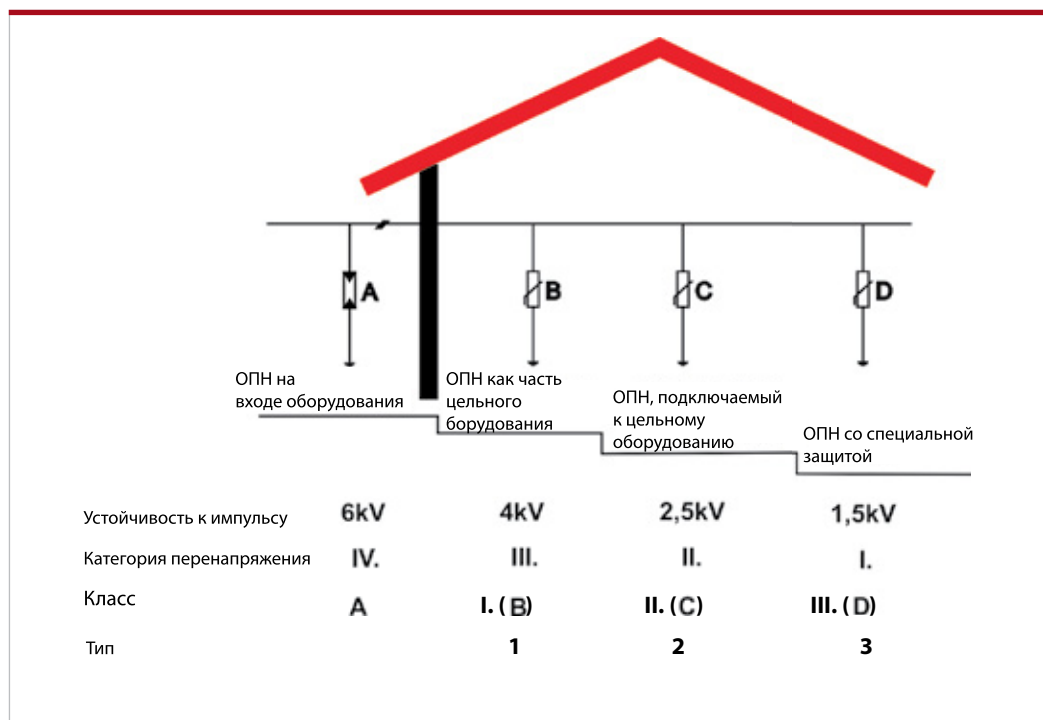 A
B
C
D
ОПН на
входе оборудования
ОПН как часть
цельного
борудования
ОПН, подключаемый
к цельному
оборудованию
ОПН со специальной
защитой
Устойчивость к импульсу 6kV 4kV 2,5kV 1,5kV
Категория перенапряжения IV. III. II. I.
Класс A I. (B) II. (C) III. (D)
Тип 1 2 3